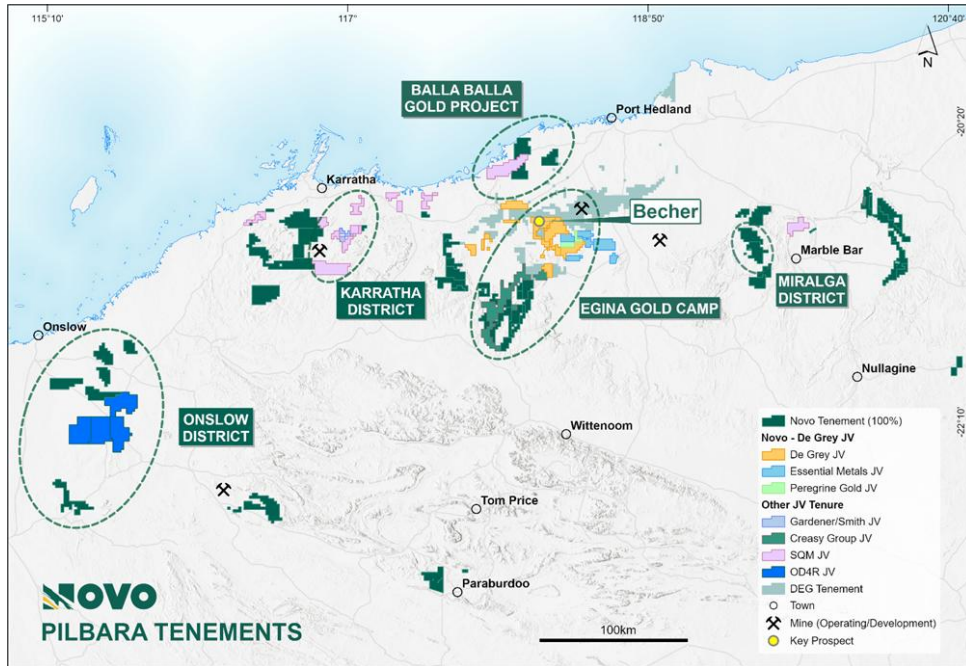 115°10'
117°
118°50'
120°40'
N
BALLA BALLA
GOLD PROJECT
Port Hedland
-20°20'
Karratha
Becher
Marble Bar
KARRATHA
DISTRICT
EGINA GOLD CAMP
MIRALGA
DISTRICT
Onslow
Nullagine
ONSLOW
DISTRICT
Wittenoom
-22°10'
Tom Price
Paraburdoo
NOVO
PILBARA TENEMENTS
100km
Novo Tenement (100%)
Novo - De Grey JV
De Grey JV
Essential Metals JV
Peregrine Gold JV
Other JV Tenure
Gardener/Smith JV
Creasy Group JV
SQM JV
OD4R JV
DEG Tenement
Town
Mine (Operating/Development)
Key Prospect